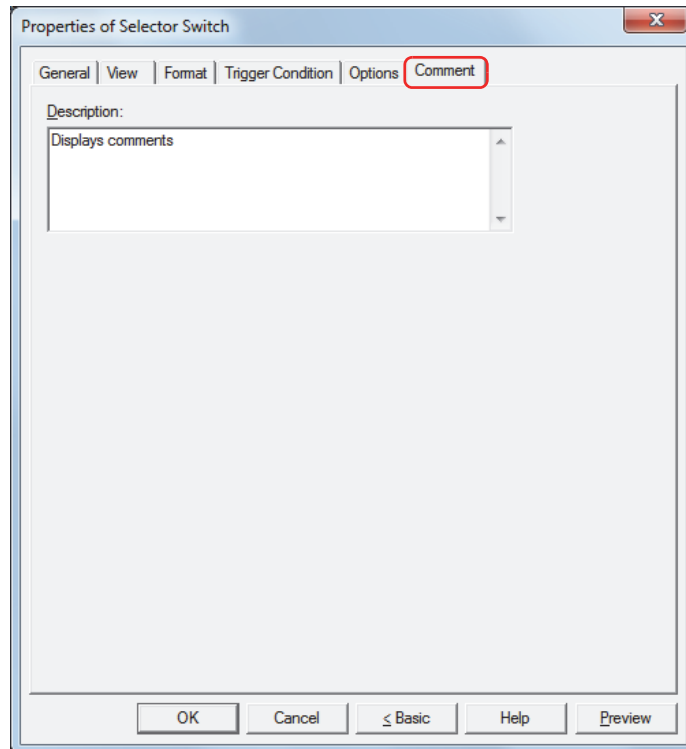 Properties of Selector Switch
General View Format Trigger Condition Options Comment
Description:
Displays comments
OK Cancel < Basic Help Preview